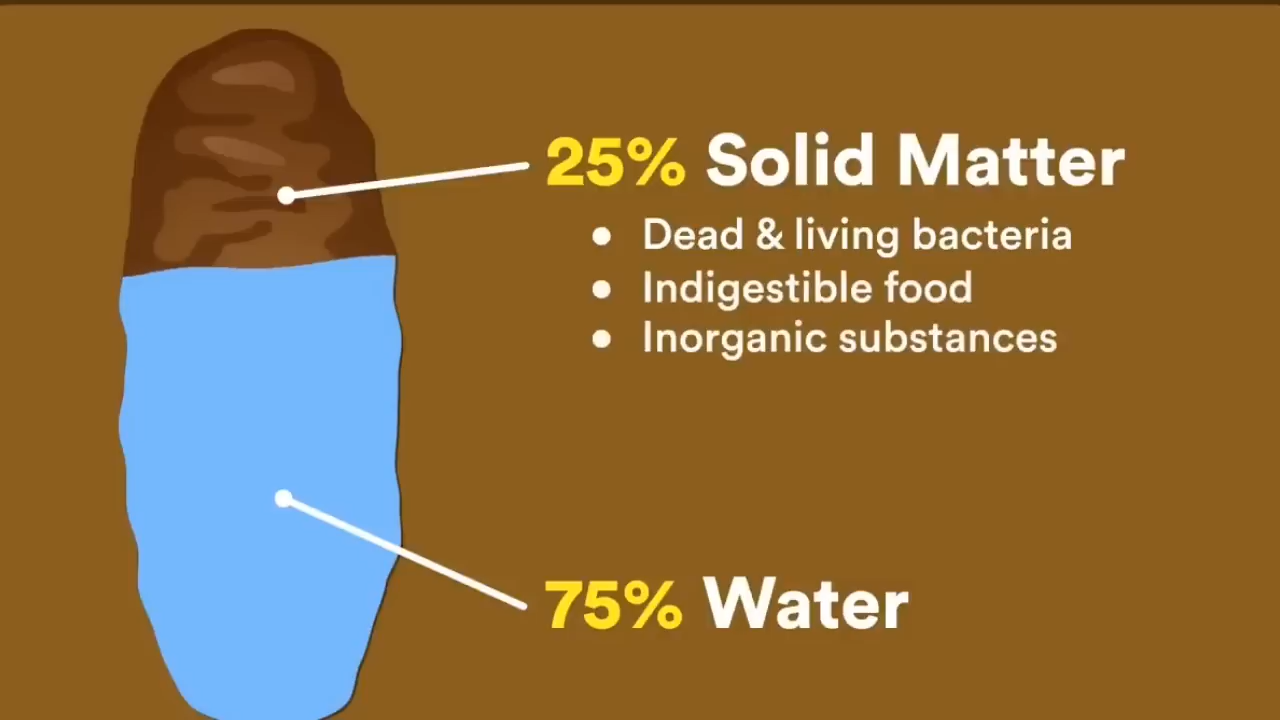 25% Solid Matter
• Dead & living bacteria
• Indigestible food
• Inorganic substances
75% Water